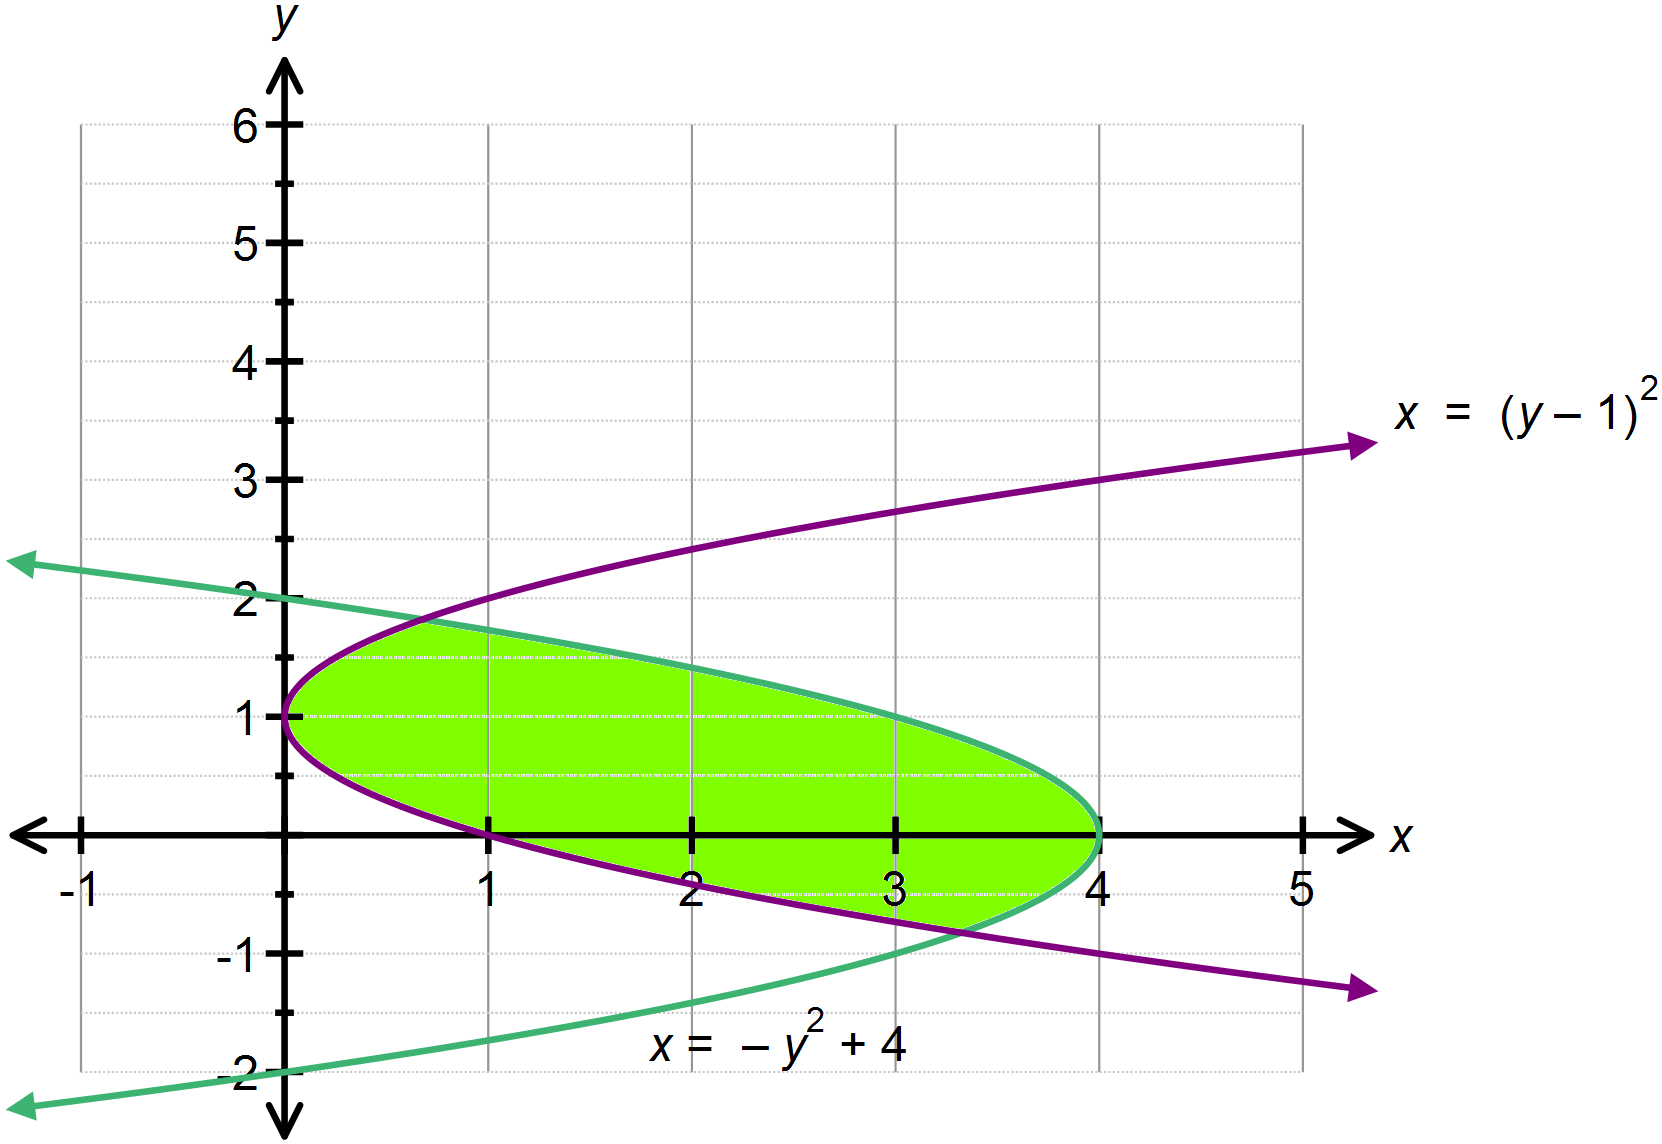 y
6
5
4
x = (y – 1)²
3
2
1
x
-1 1 2 3 4 5
-1
x = – y² + 4
-2